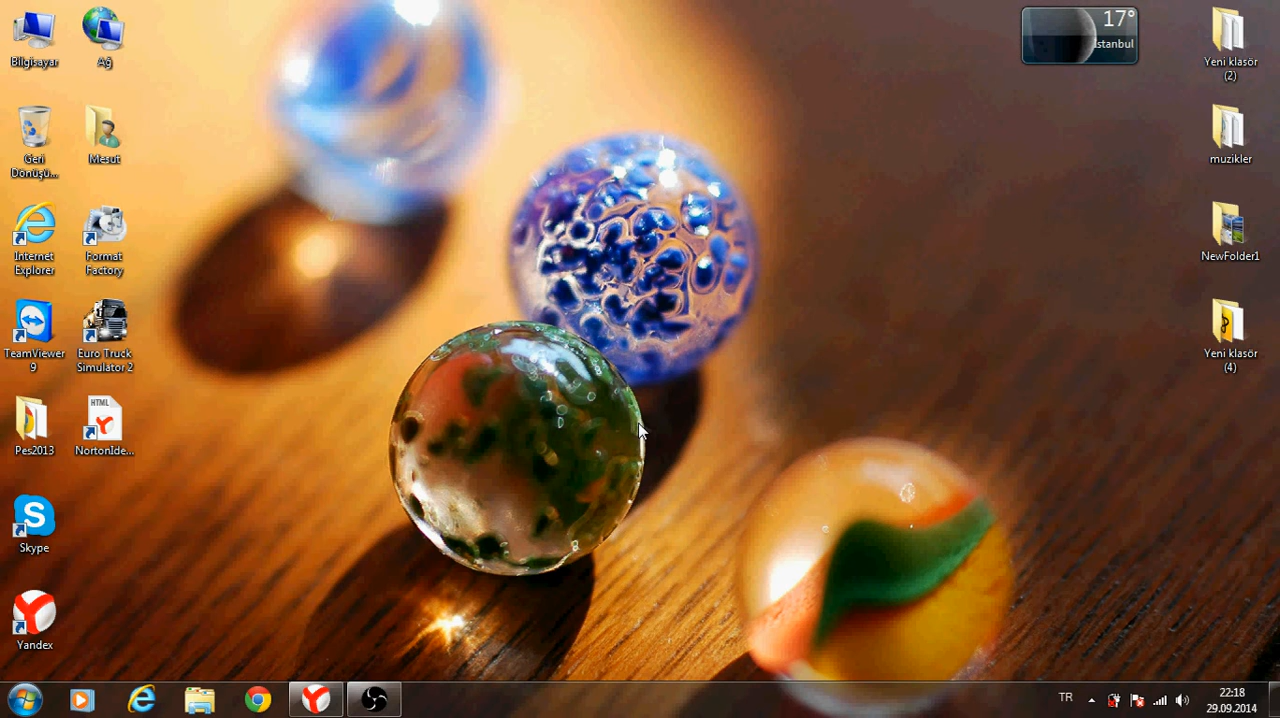 Bilgisayar
Ağ
Geri
Dönüşü...
Mesut
Internet
Explorer
Format
Factory
TeamViewer
9
Euro Truck
Simulator 2
Pes2013
HTML
NortonIde...
Skype
Yandex
17°
İstanbul
Yeni klasör
(2)
muzikler
NewFolder1
Yeni klasör
(4)
TR
22:18
29.09.2014